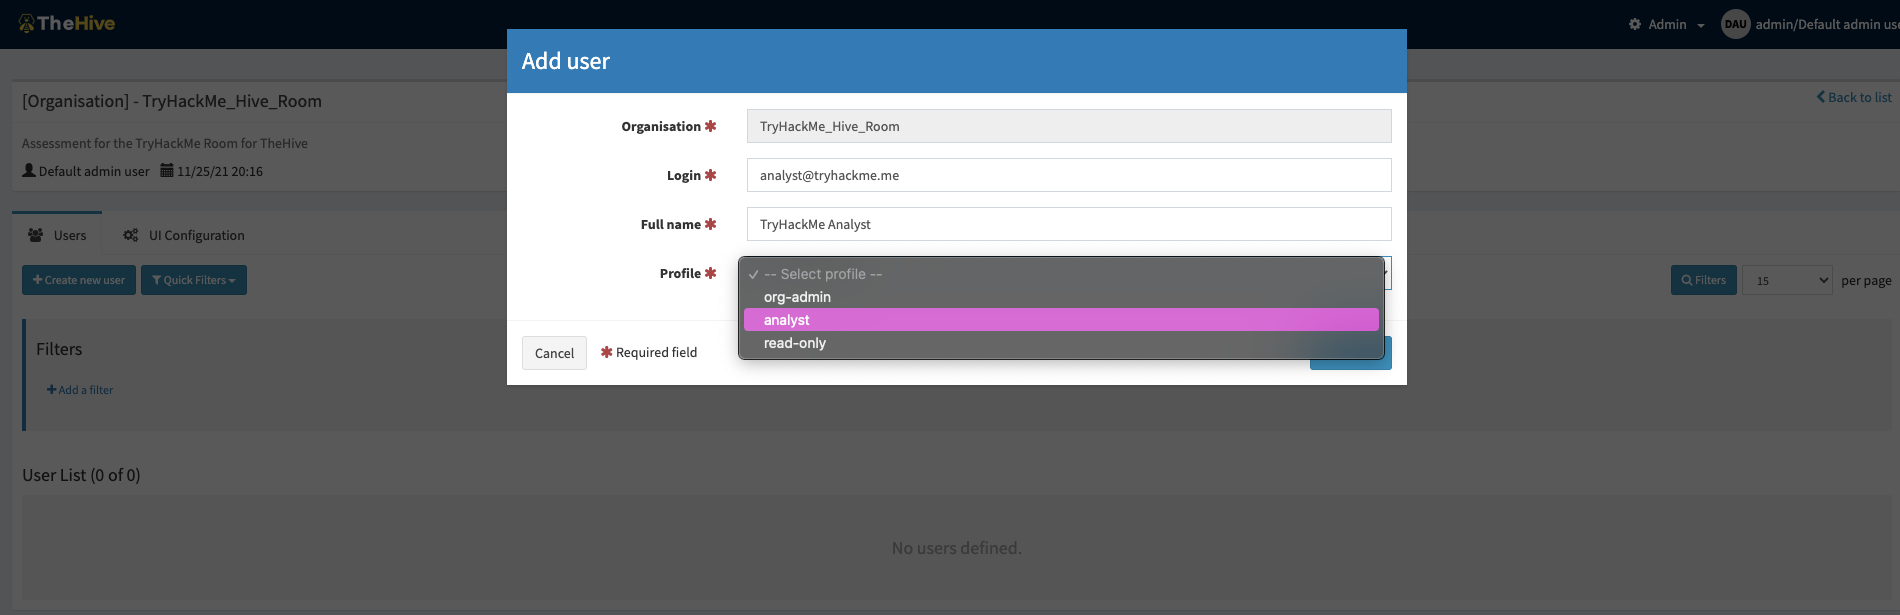 TheHive
Admin
DAU admin/Default admin use
Add user
[Organisation] - TryHackMe_Hive_Room
Back to list
Organisation * TryHackMe_Hive_Room
Assessment for the TryHackMe Room for TheHive
Default admin user 11/25/21 20:16
Login * analyst@tryhackme.me
Full name * TryHackMe Analyst
Users
UI Configuration
Profile * ✓ -- Select profile --
org-admin
analyst
read-only
+ Create new user
Quick Filters
Filters
15
per page
Cancel
* Required field
Filters
+ Add a filter
User List (0 of 0)
No users defined.